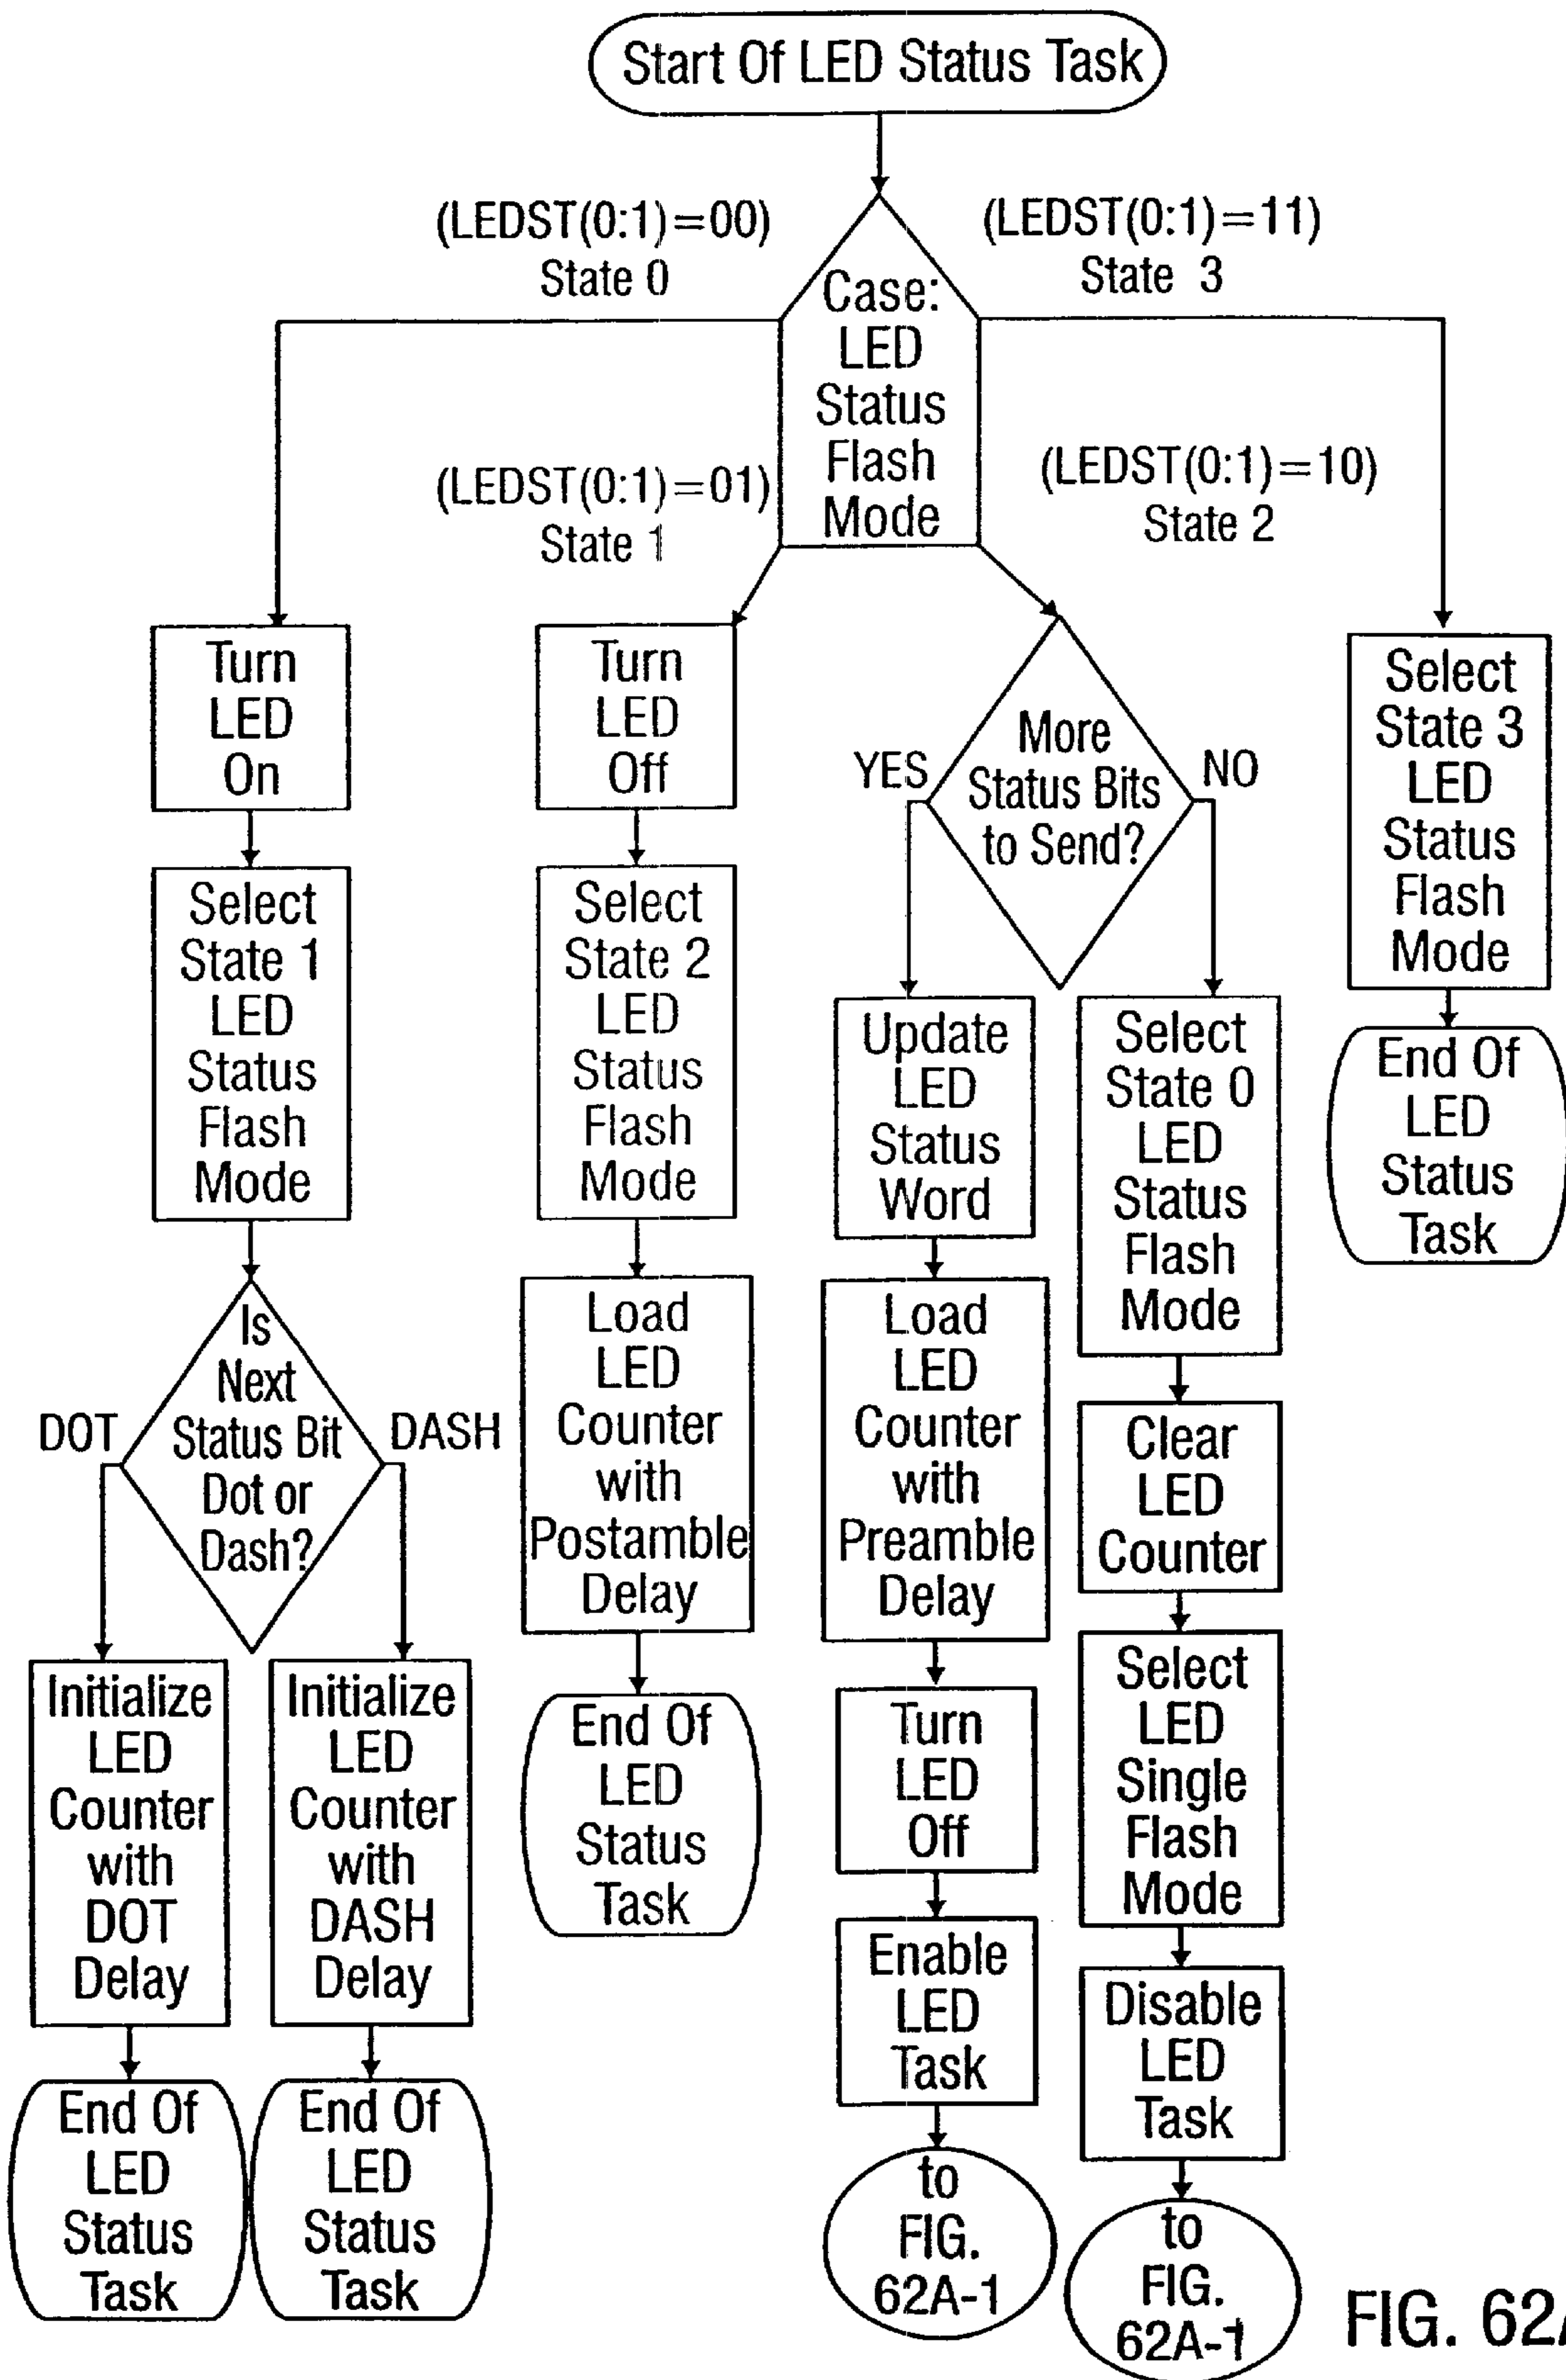 Start Of LED Status Task
(LEDST(0:1)=00)
State 0
(LEDST(0:1)=11)
State 3
Case:
LED
Status
Flash
Mode
(LEDST(0:1)=01)
State 1
(LEDST(0:1)=10)
State 2
Turn
LED
On
Select
State 1
LED
Status
Flash
Mode
Is
Next
Status Bit
Dot or
Dash?
DOT
DASH
Initialize
LED
Counter
with
DOT
Delay
End Of
LED
Status
Task
Initialize
LED
Counter
with
DASH
Delay
End Of
LED
Status
Task
Turn
LED
Off
Select
State 2
LED
Status
Flash
Mode
Load
LED
Counter
with
Postamble
Delay
End Of
LED
Status
Task
More
Status Bits
to Send?
YES
NO
Update
LED
Status
Word
Load
LED
Counter
with
Preamble
Delay
Turn
LED
Off
Enable
LED
Task
to
FIG.
62A-1
Select
State 0
LED
Status
Flash
Mode
Clear
LED
Counter
Select
LED
Single
Flash
Mode
Disable
LED
Task
to
FIG.
62A-1
Select
State 3
LED
Status
Flash
Mode
End Of
LED
Status
Task
FIG. 62A